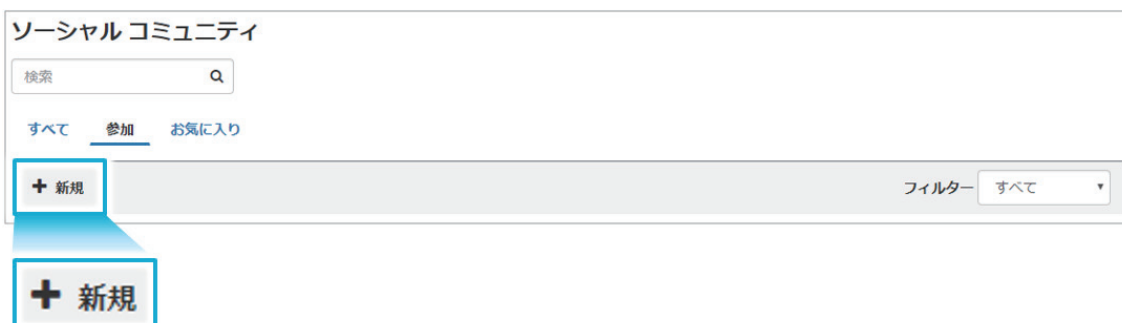 ソーシャル コミュニティ
検索
すべて 参加 お気に入り
+ 新規 フィルター すべて
+ 新規